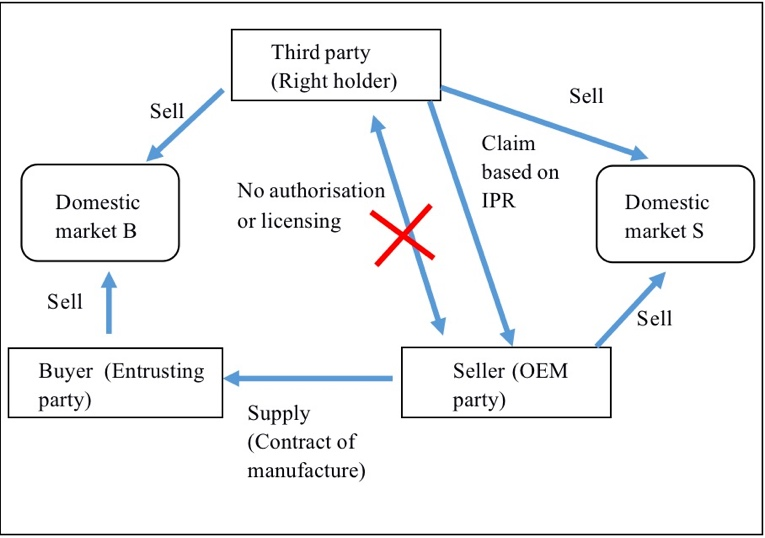 Third party
(Right holder)
Sell
Sell
Claim
based on
IPR
No authorisation
or licensing
Domestic
market B
Domestic
market S
Sell
Sell
Buyer (Entrusting
party)
Seller (OEM
party)
Supply
(Contract of
manufacture)